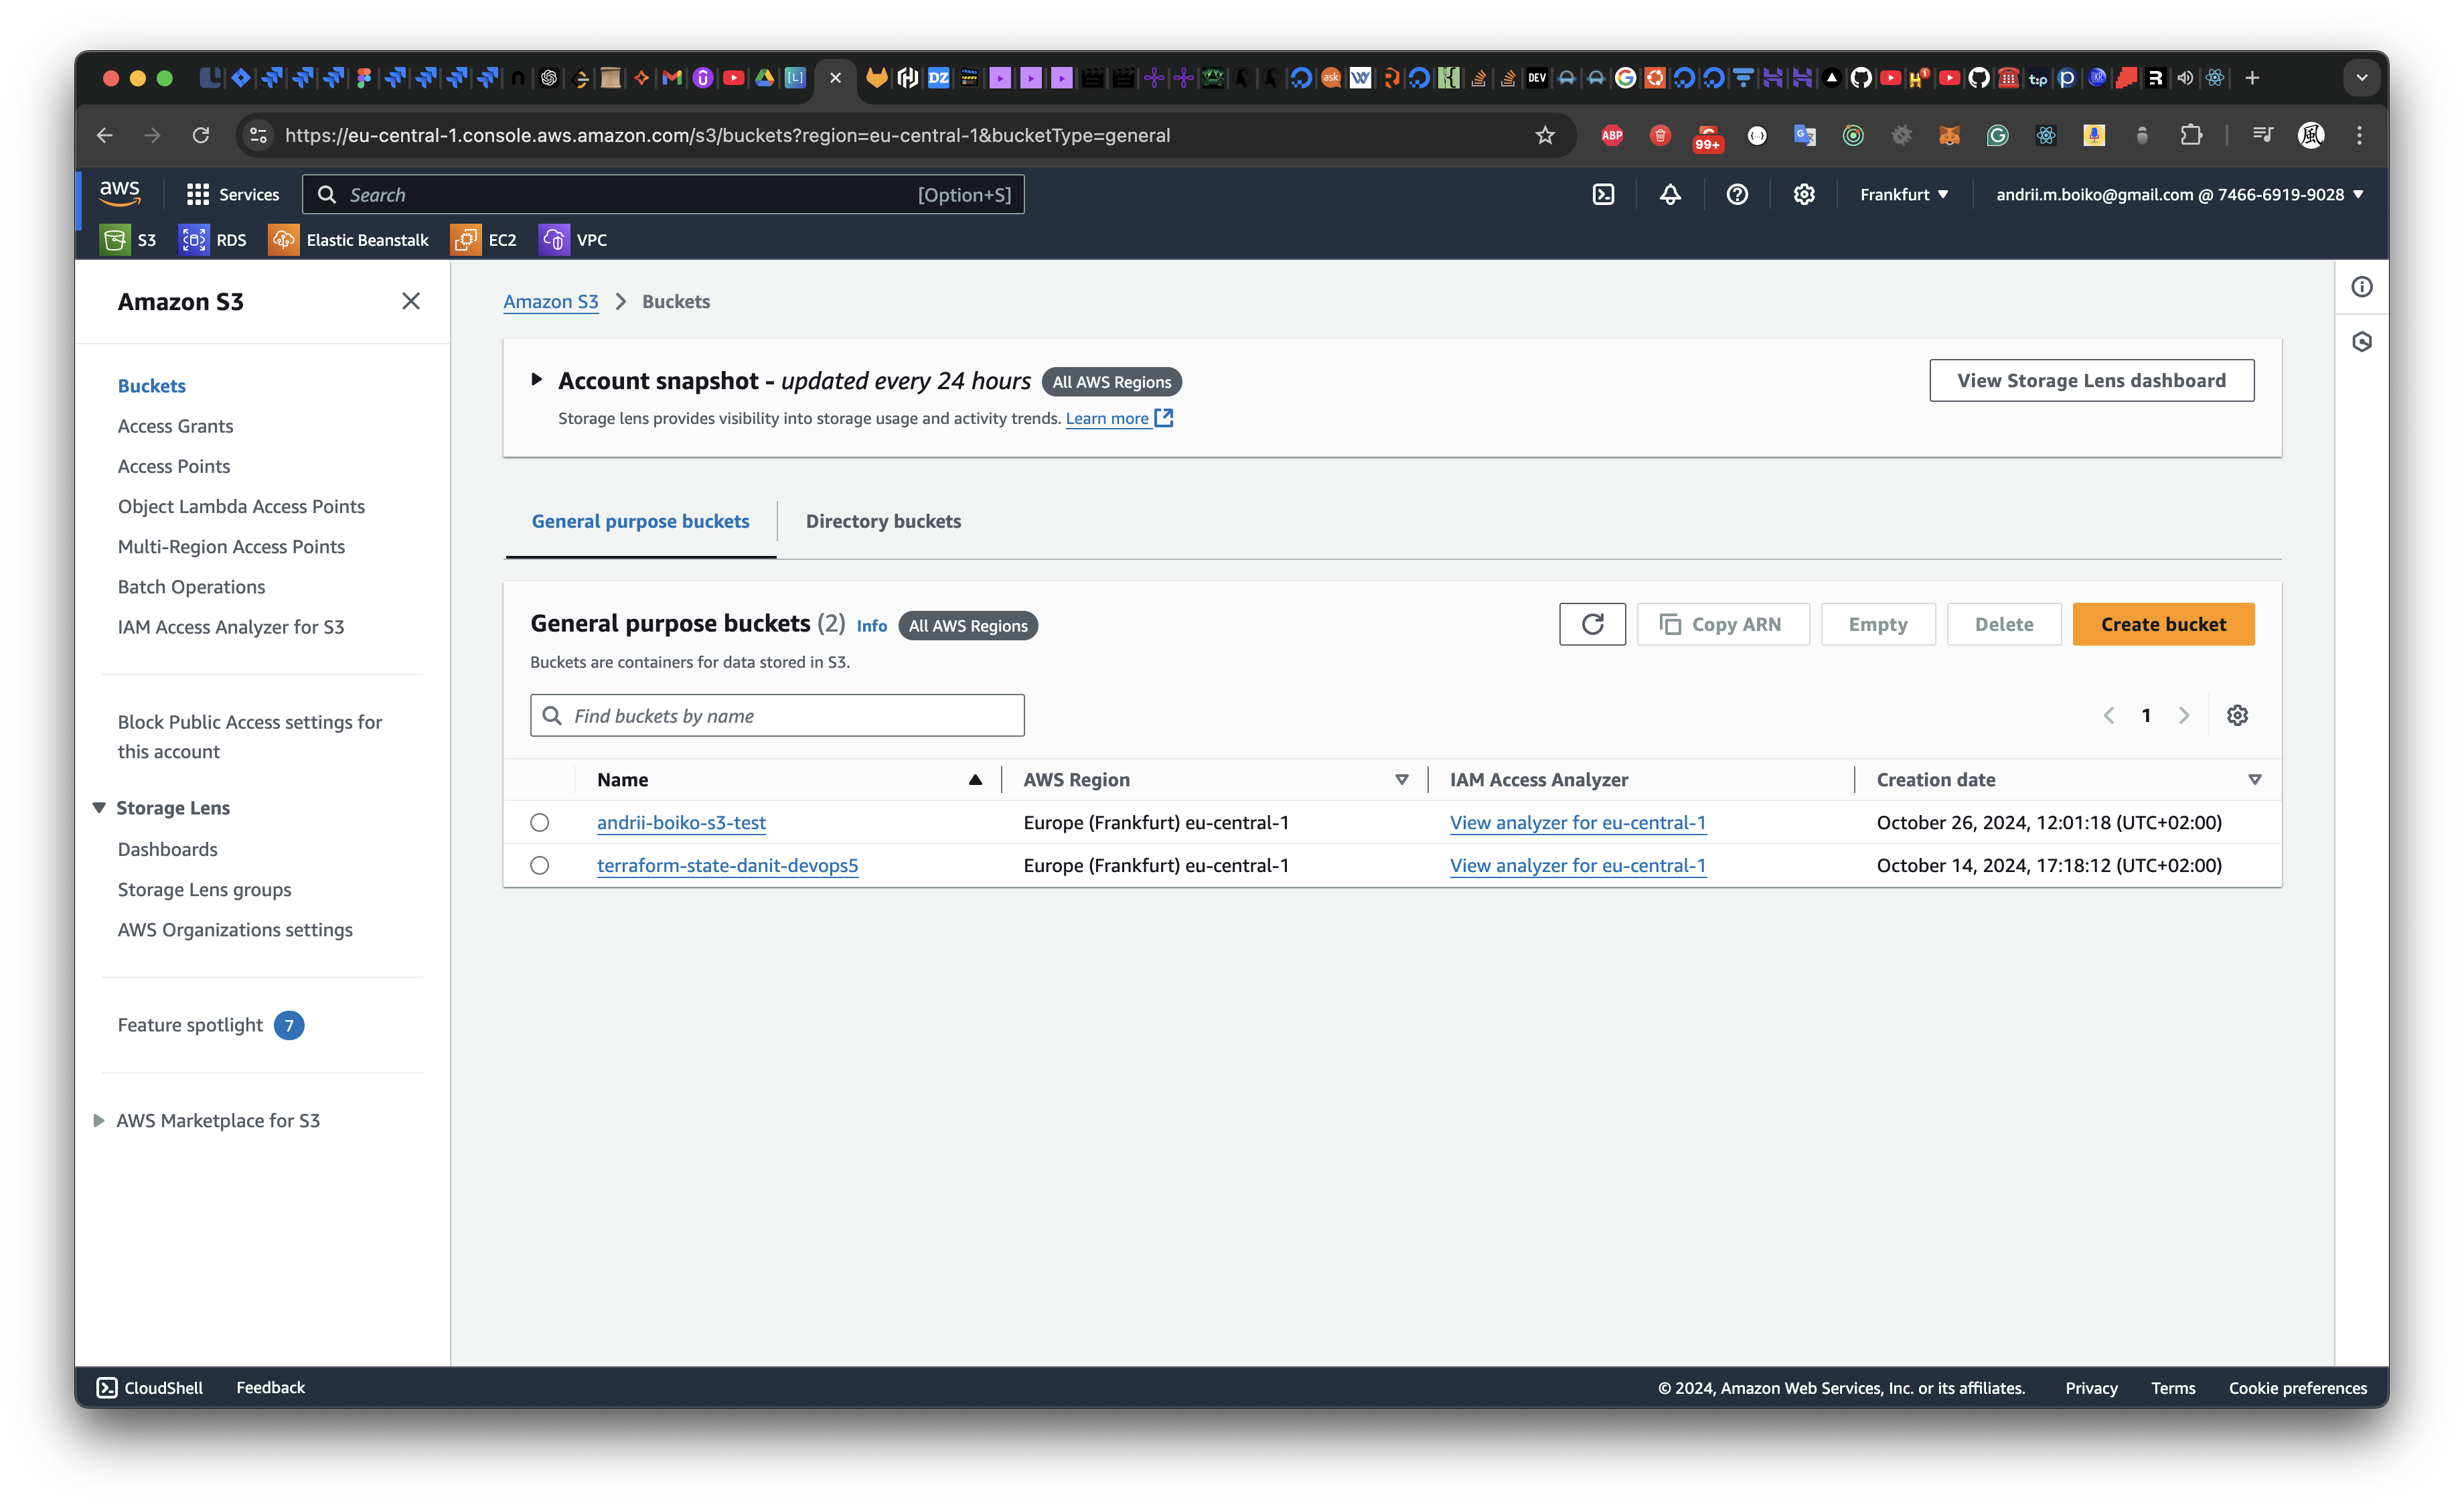 ask
DEV
DZ
t:p
https://eu-central-1.console.aws.amazon.com/s3/buckets?region=eu-central-1&bucketType=general
ABP
99+
風
aws
Services
Search
[Option+S]
Frankfurt
andrii.m.boiko@gmail.com @ 7466-6919-9028
S3
RDS
Elastic Beanstalk
EC2
VPC
Amazon S3
Buckets
Access Grants
Access Points
Object Lambda Access Points
Multi-Region Access Points
Batch Operations
IAM Access Analyzer for S3
Block Public Access settings for
this account
Storage Lens
Dashboards
Storage Lens groups
AWS Organizations settings
Feature spotlight 7
AWS Marketplace for S3
Amazon S3 > Buckets
Account snapshot - updated every 24 hours All AWS Regions
Storage lens provides visibility into storage usage and activity trends. Learn more
View Storage Lens dashboard
General purpose buckets
Directory buckets
General purpose buckets (2) Info All AWS Regions
Buckets are containers for data stored in S3.
Copy ARN
Empty
Delete
Create bucket
Find buckets by name
1
Name AWS Region IAM Access Analyzer Creation date
andrii-boiko-s3-test Europe (Frankfurt) eu-central-1 View analyzer for eu-central-1 October 26, 2024, 12:01:18 (UTC+02:00)
terraform-state-danit-devops5 Europe (Frankfurt) eu-central-1 View analyzer for eu-central-1 October 14, 2024, 17:18:12 (UTC+02:00)
CloudShell
Feedback
© 2024, Amazon Web Services, Inc. or its affiliates.
Privacy
Terms
Cookie preferences